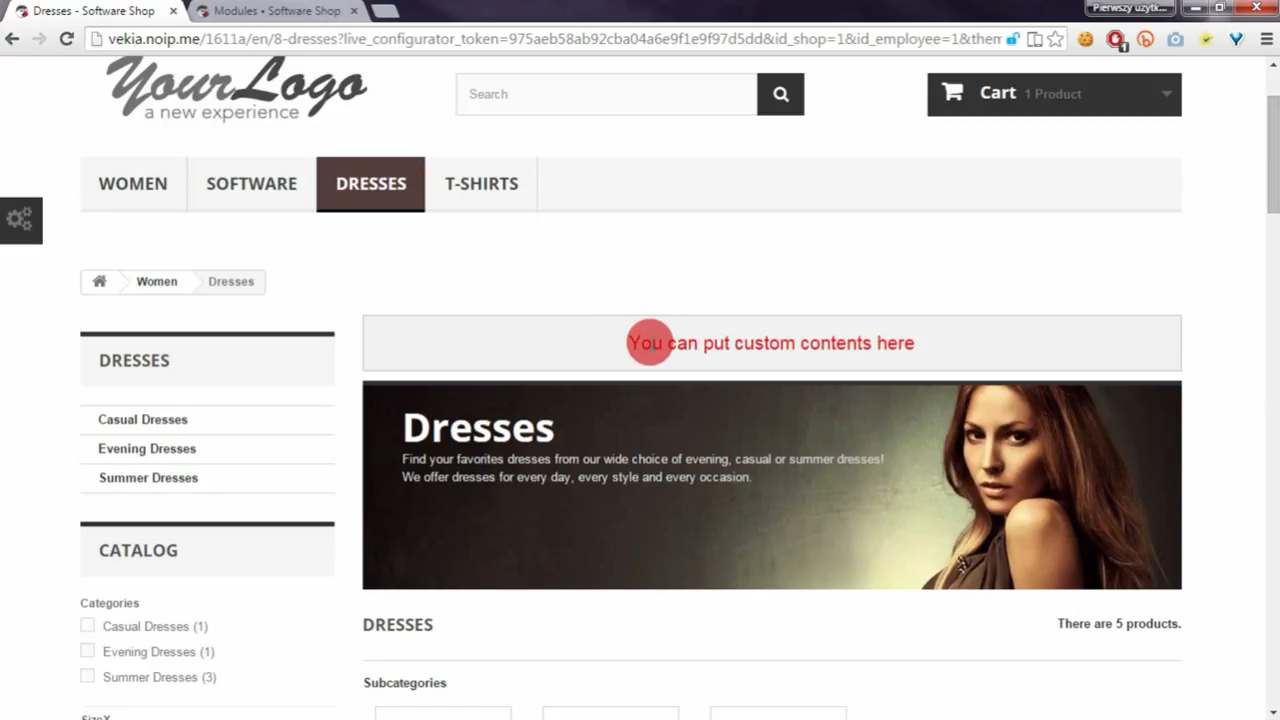 Dresses - Software Shop
Modules • Software Shop
Pierwszy użytk...
vekia.noip.me/1611a/en/8-dresses?live_configurator_token=975aeb58ab92cba04a6e9f1e9f97d5dd&id_shop=1&id_employee=1&them
1
YourLogo
a new experience
Search
Cart 1 Product
WOMEN SOFTWARE DRESSES T-SHIRTS
Women Dresses
You can put custom contents here
DRESSES
Casual Dresses
Evening Dresses
Summer Dresses
Dresses
Find your favorites dresses from our wide choice of evening, casual or summer dresses!
We offer dresses for every day, every style and every occasion.
CATALOG
Categories
Casual Dresses (1)
Evening Dresses (1)
Summer Dresses (3)
DRESSES
There are 5 products.
Subcategories